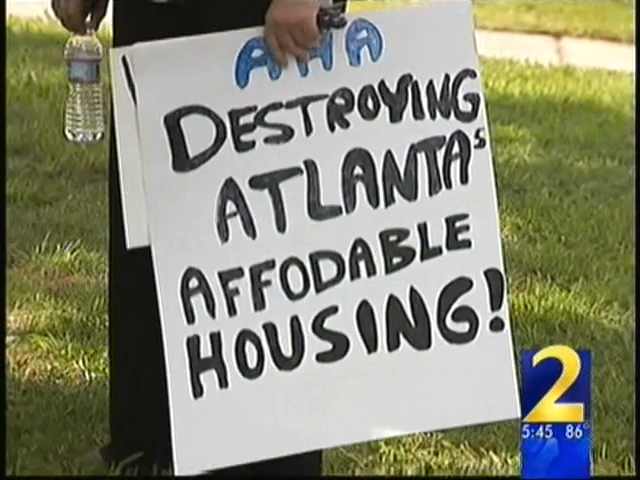 AHA
DESTROYING
ATLANTA's
AFFODABLE
HOUSING!
2
5:45 86°